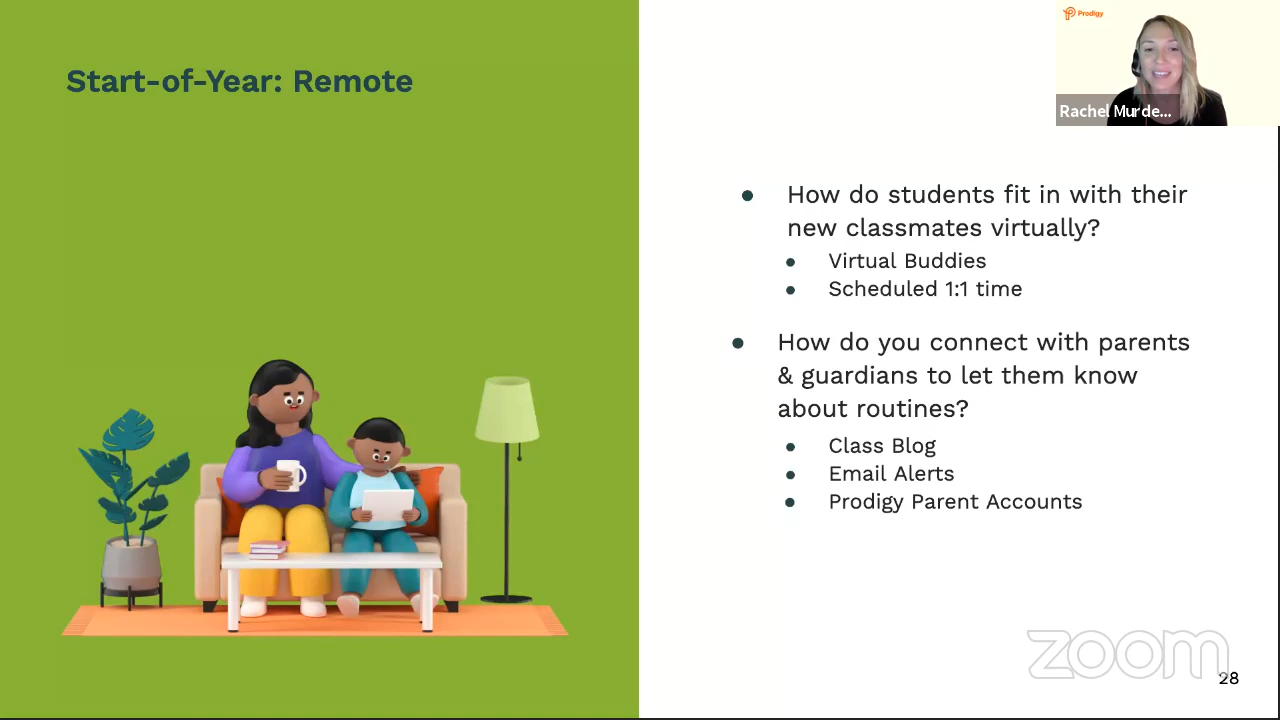 Start-of-Year: Remote
Prodigy
Rachel Murde...
● How do students fit in with their
new classmates virtually?
● Virtual Buddies
● Scheduled 1:1 time
● How do you connect with parents
& guardians to let them know
about routines?
● Class Blog
● Email Alerts
● Prodigy Parent Accounts
zoom
28